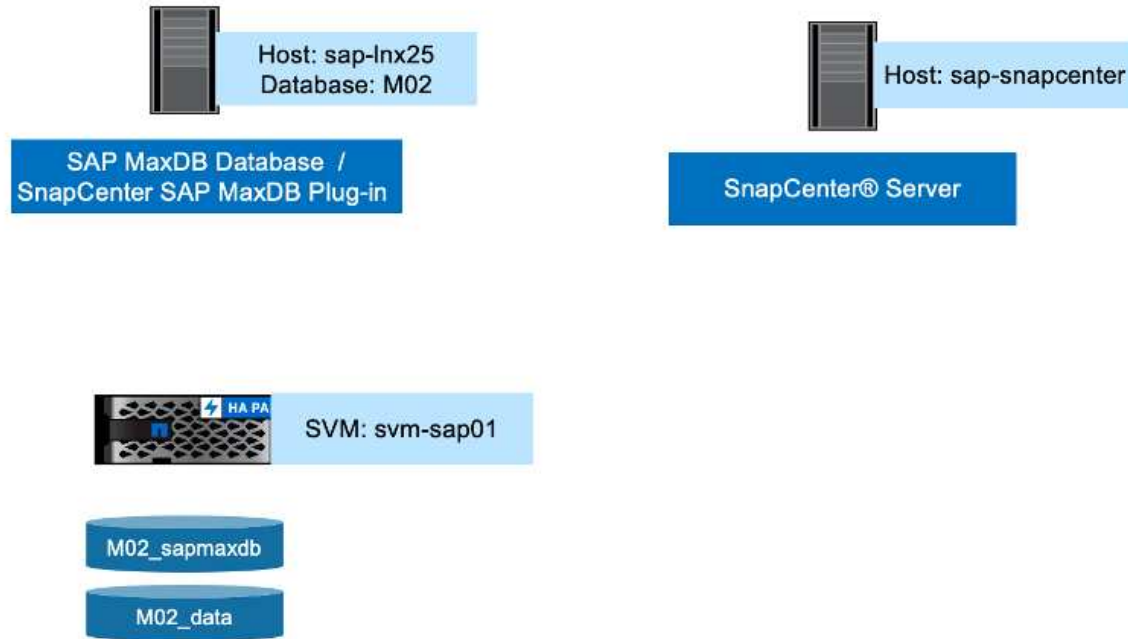 Host: sap-lnx25
Database: M02
Host: sap-snapcenter
SAP MaxDB Database /
SnapCenter SAP MaxDB Plug-in
SnapCenter® Server
HA PA
SVM: svm-sap01
M02_sapmaxdb
M02_data